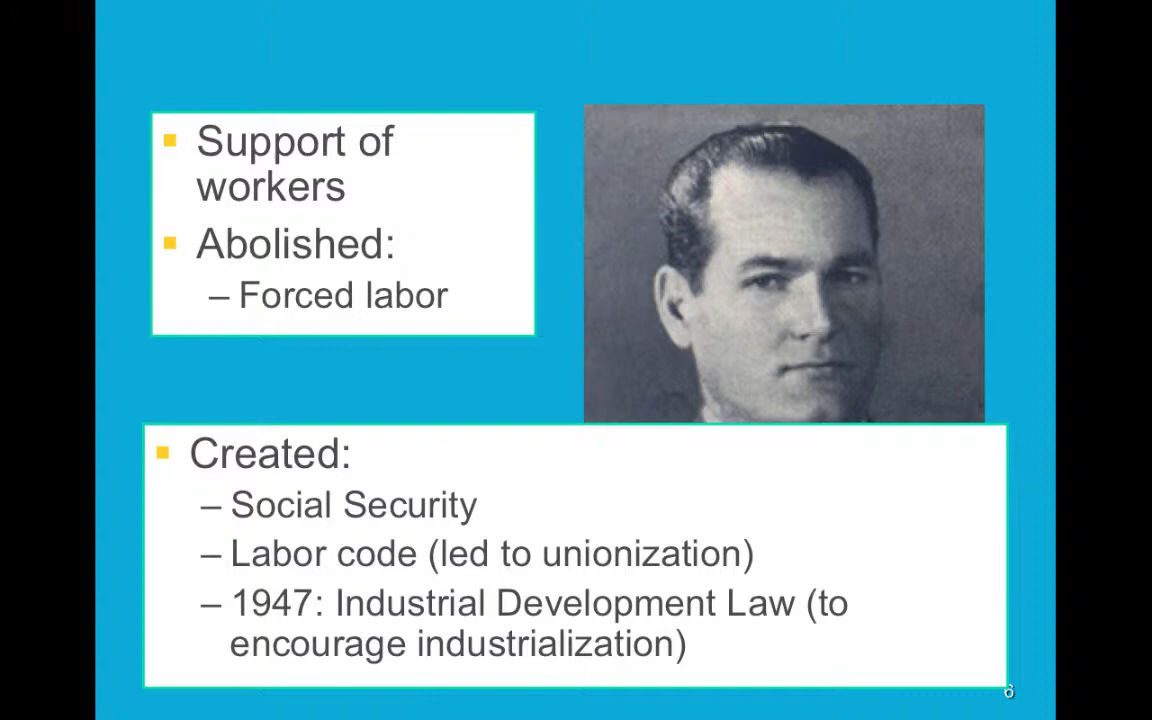 Support of
workers
Abolished:
– Forced labor
Created:
– Social Security
– Labor code (led to unionization)
– 1947: Industrial Development Law (to
encourage industrialization)
6